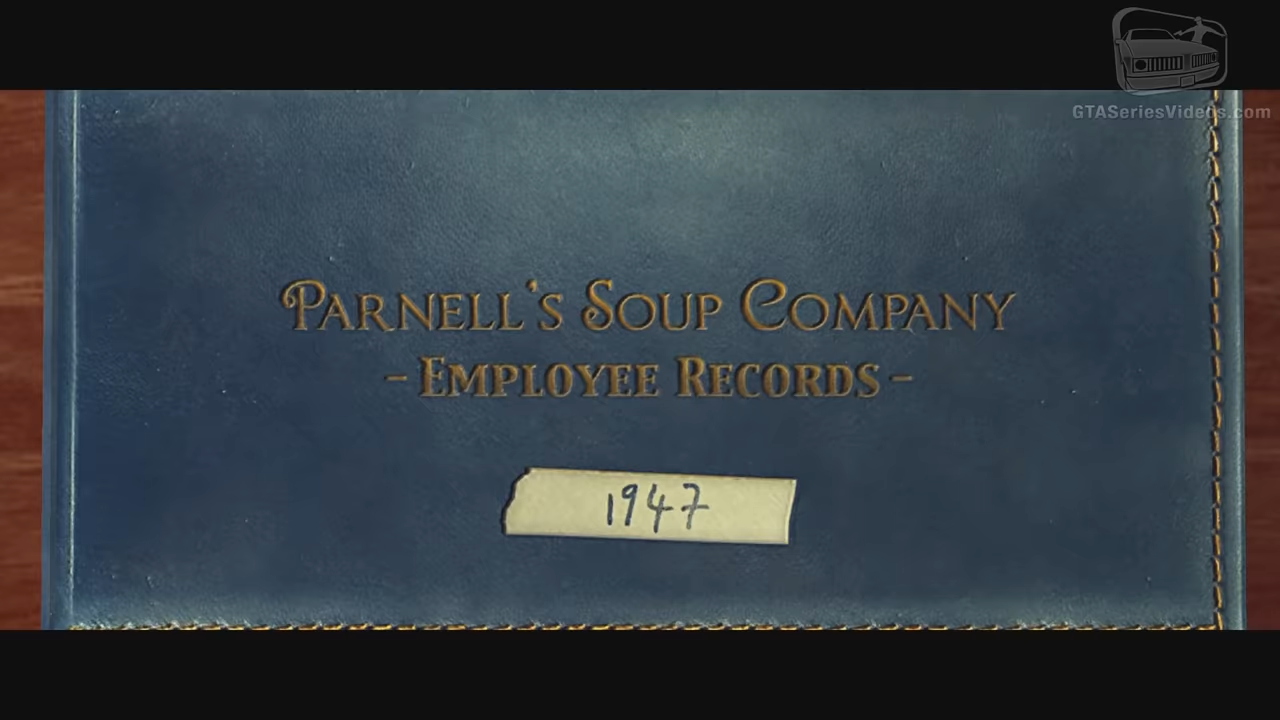 GTASeriesVideos.com
PARNELL'S SOUP COMPANY
- EMPLOYEE RECORDS -
1947